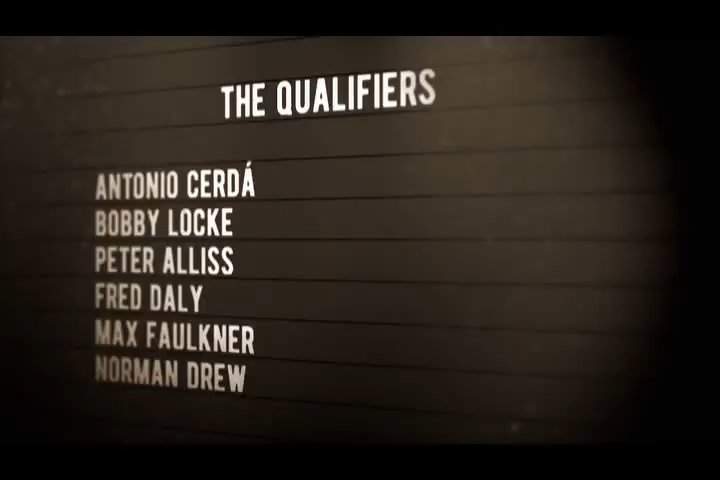 THE QUALIFIERS
ANTONIO CERDÁ
BOBBY LOCKE
PETER ALLISS
FRED DALY
MAX FAULKNER
NORMAN DREW